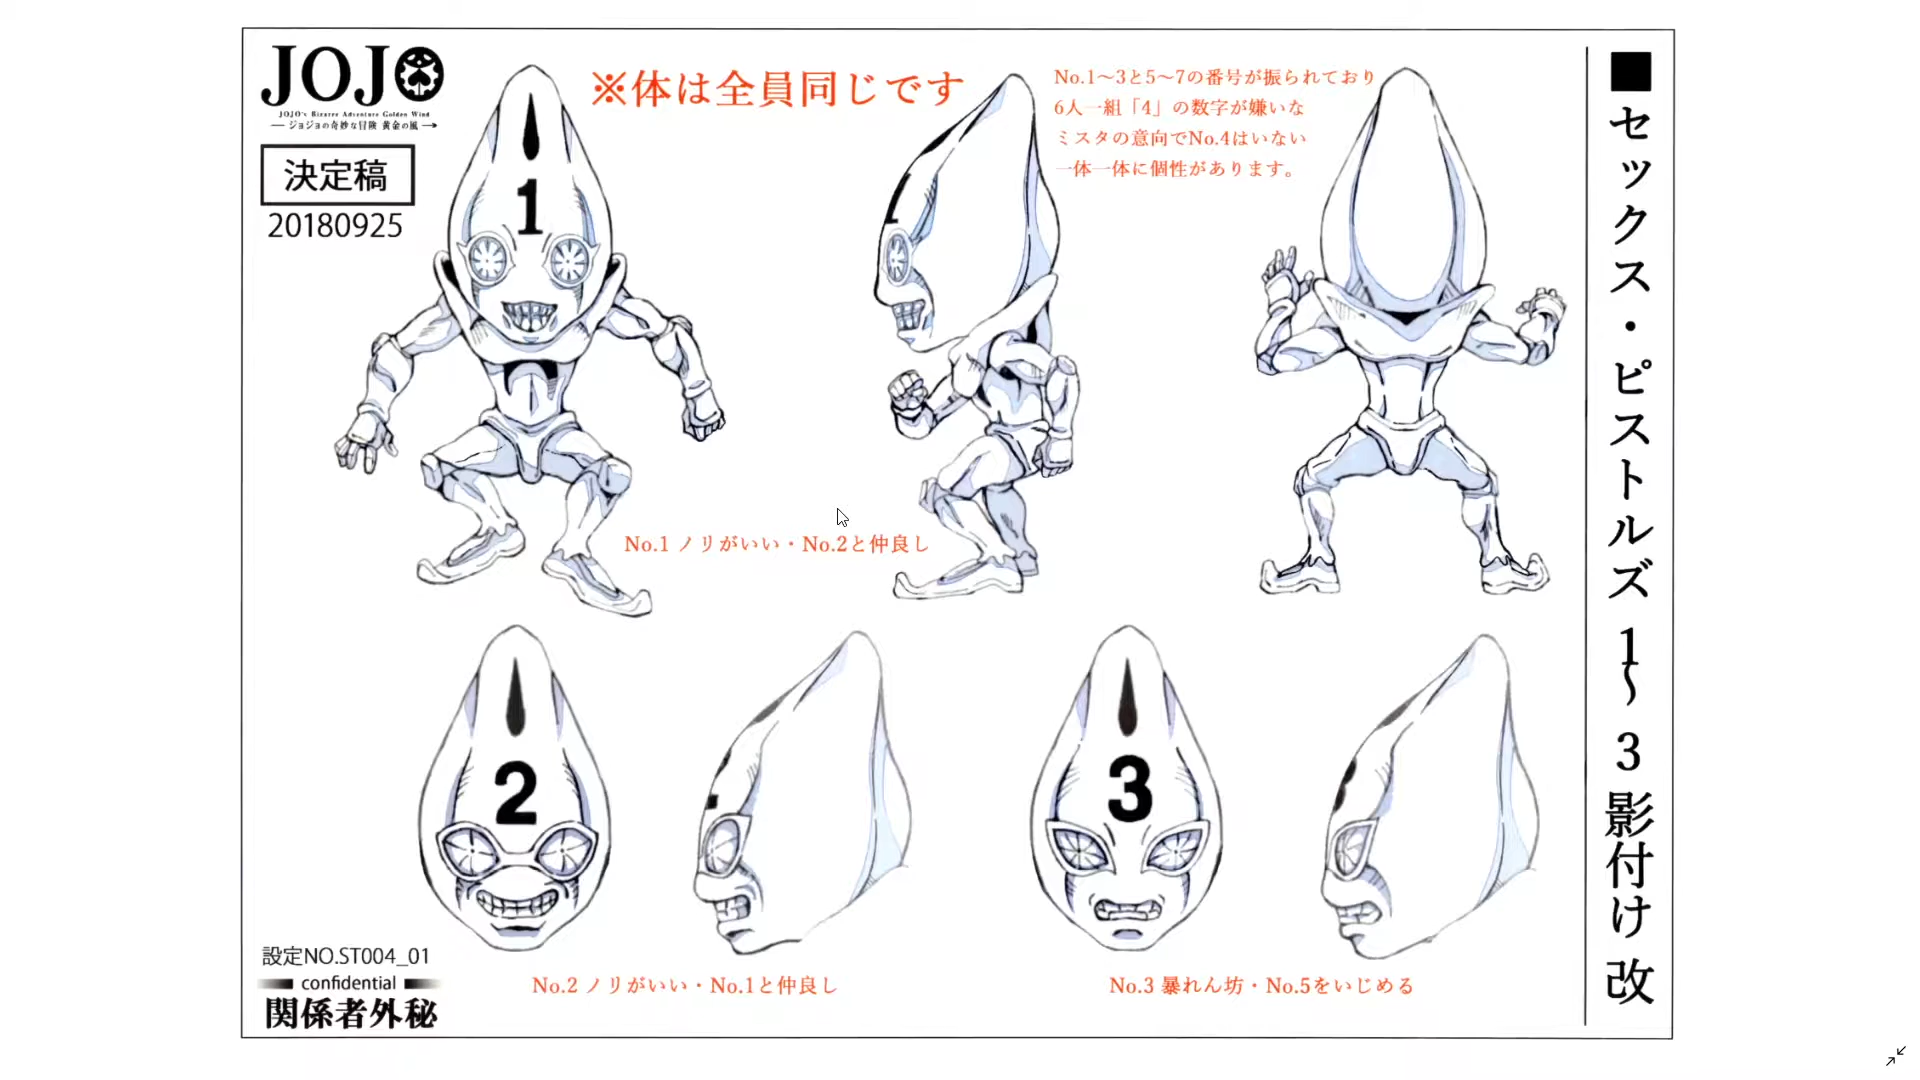 JOJO
JOJO's Bizarre Adventure Golden Wind
ジョジョの奇妙な冒険 黄金の風
決定稿
20180925
※体は全員同じです
No.1〜3と5〜7の番号が振られており
6人一組「4」の数字が嫌いな
ミスタの意向でNo.4はいない
一体一体に個性があります。
1
No.1 ノリがいい・No.2と仲良し
2
3
No.2 ノリがいい・No.1と仲良し
No.3 暴れん坊・No.5をいじめる
設定NO.ST004_01
confidential
関係者外秘
■セックス・ピストルズ 1〜3 影付け 改